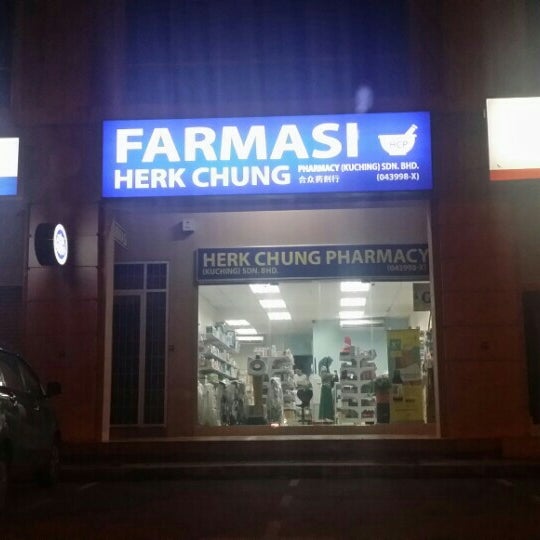 FARMASI
HCP
HERK CHUNG PHARMACY (KUCHING) SDN. BHD.
合众药剂行 (043998-X)
HERK CHUNG PHARMACY
(KUCHING) SDN. BHD. (043998-X)